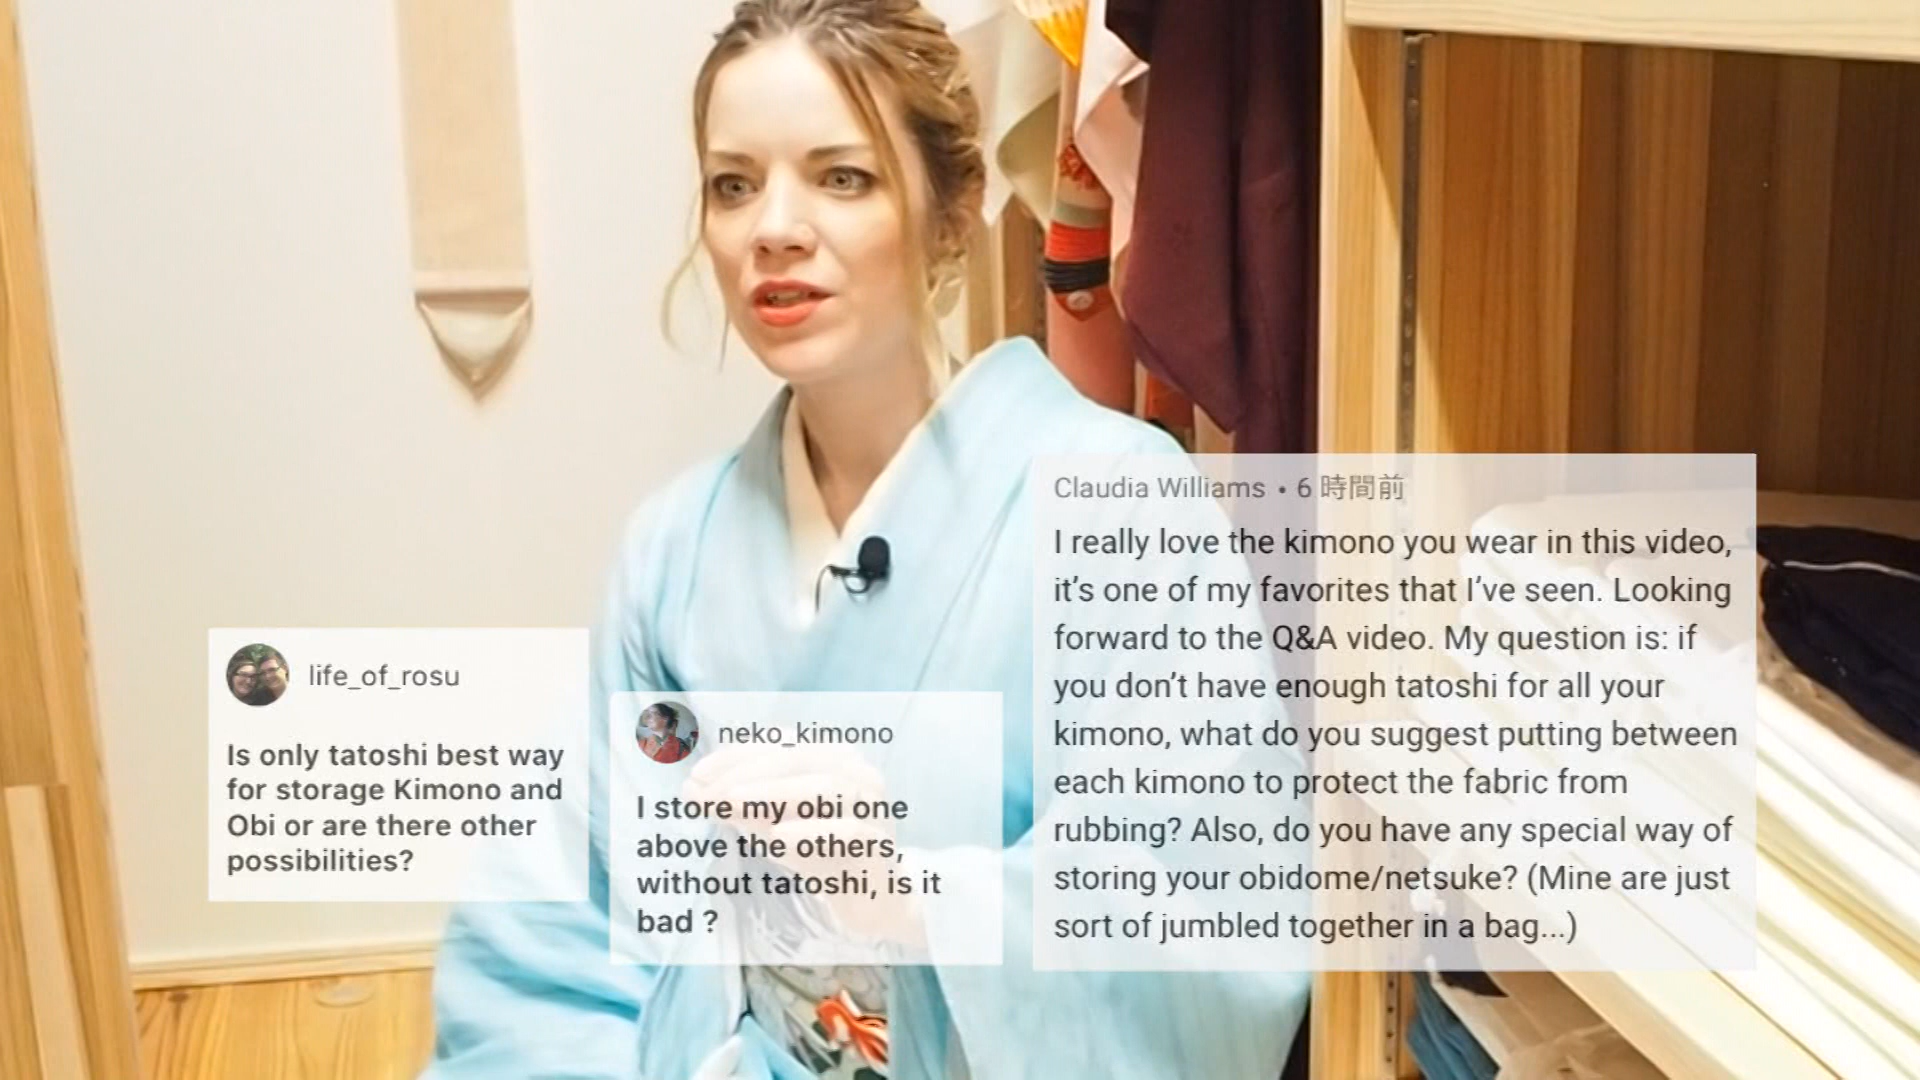 life_of_rosu
Is only tatoshi best way
for storage Kimono and
Obi or are there other
possibilities?
neko_kimono
I store my obi one
above the others,
without tatoshi, is it
bad ?
Claudia Williams • 6 時間前
I really love the kimono you wear in this video,
it's one of my favorites that I've seen. Looking
forward to the Q&A video. My question is: if
you don't have enough tatoshi for all your
kimono, what do you suggest putting between
each kimono to protect the fabric from
rubbing? Also, do you have any special way of
storing your obidome/netsuke? (Mine are just
sort of jumbled together in a bag...)